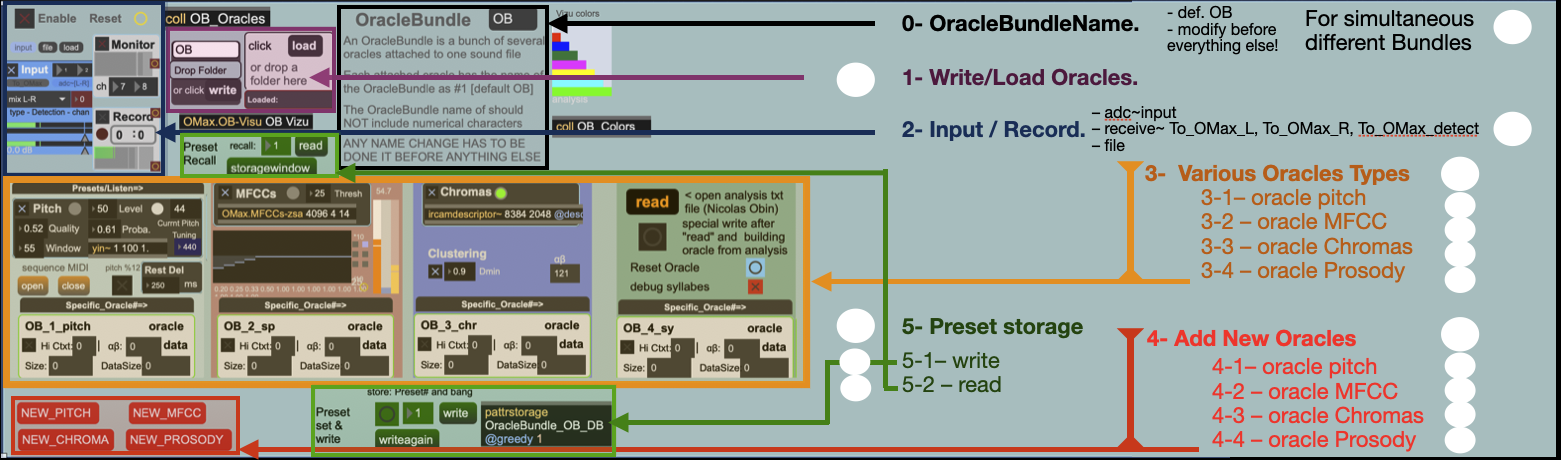 Enable Reset
coll OB_Oracles
OracleBundle OB
Vizu colors
0- OracleBundleName.
- def. OB
- modify before
everything else!
For simultaneous
different Bundles
input file load
Monitor
Input
mix L-R 0
type - Detection - chan
0.0 dB
ch 7 8
Record
0 :0
OB
Drop Folder
or click write
click load
or drop a
folder here
Loaded:
An OracleBundle is a bunch of several
oracles attached to one sound file
Each attached oracle has the name of
the OracleBundle as #1 [default OB]
The OracleBundle name of should
NOT include numerical characters
ANY NAME CHANGE HAS TO BE
DONE IT BEFORE ANYTHING ELSE
analysis
coll OB_Colors
1- Write/Load Oracles.
OMax.OB-Visu OB Vizu
2- Input / Record.
– adc~input
– receive~ To_OMax_L, To_OMax_R, To_OMax_detect
– file
Preset
Recall
recall: 1 read
storagewindow
3- Various Oracles Types
3-1– oracle pitch
3-2 – oracle MFCC
3-3 – oracle Chromas
3-4 – oracle Prosody
Presets/Listen=>
Pitch 50 Level 44
0.52 Quality 0.61 Proba.
Curnt Pitch
Tuning
55 Window yin~ 1 100 1. 440
sequence MIDI pitch %12 Rest Del
open close 250 ms
Specific_Oracle#=>
OB_1_pitch oracle
Hi Ctxt: 0 αβ: 0 data
Size: 0 DataSize 0
MFCCs 25 Thresh
OMax.MFCCs-zsa 4096 4 14
54.7
Specific_Oracle#=>
OB_2_sp oracle
Hi Ctxt: 0 αβ: 0 data
Size: 0 DataSize 0
Chromas
ircamdescriptor~ 8384 2048 @desc
Clustering
0.9 Dmin
αβ
121
Specific_Oracle#=>
OB_3_chr oracle
Hi Ctxt: 0 αβ: 0 data
Size: 0 DataSize 0
read
< open analysis txt
file (Nicolas Obin)
special write after
"read" and building
oracle from analysis
Reset Oracle
debug syllabes
Specific_Oracle#=>
OB_4_sy oracle
Hi Ctxt: 0 αβ: 0 data
Size: 0 DataSize 0
5- Preset storage
5-1– write
5-2 – read
4- Add New Oracles
4-1– oracle pitch
4-2 – oracle MFCC
4-3 – oracle Chromas
4-4 – oracle Prosody
NEW_PITCH NEW_MFCC
NEW_CHROMA NEW_PROSODY
store: Preset# and bang
Preset
set &
write
1 write
writeagain
pattrstorage
OracleBundle_OB_DB
@greedy 1